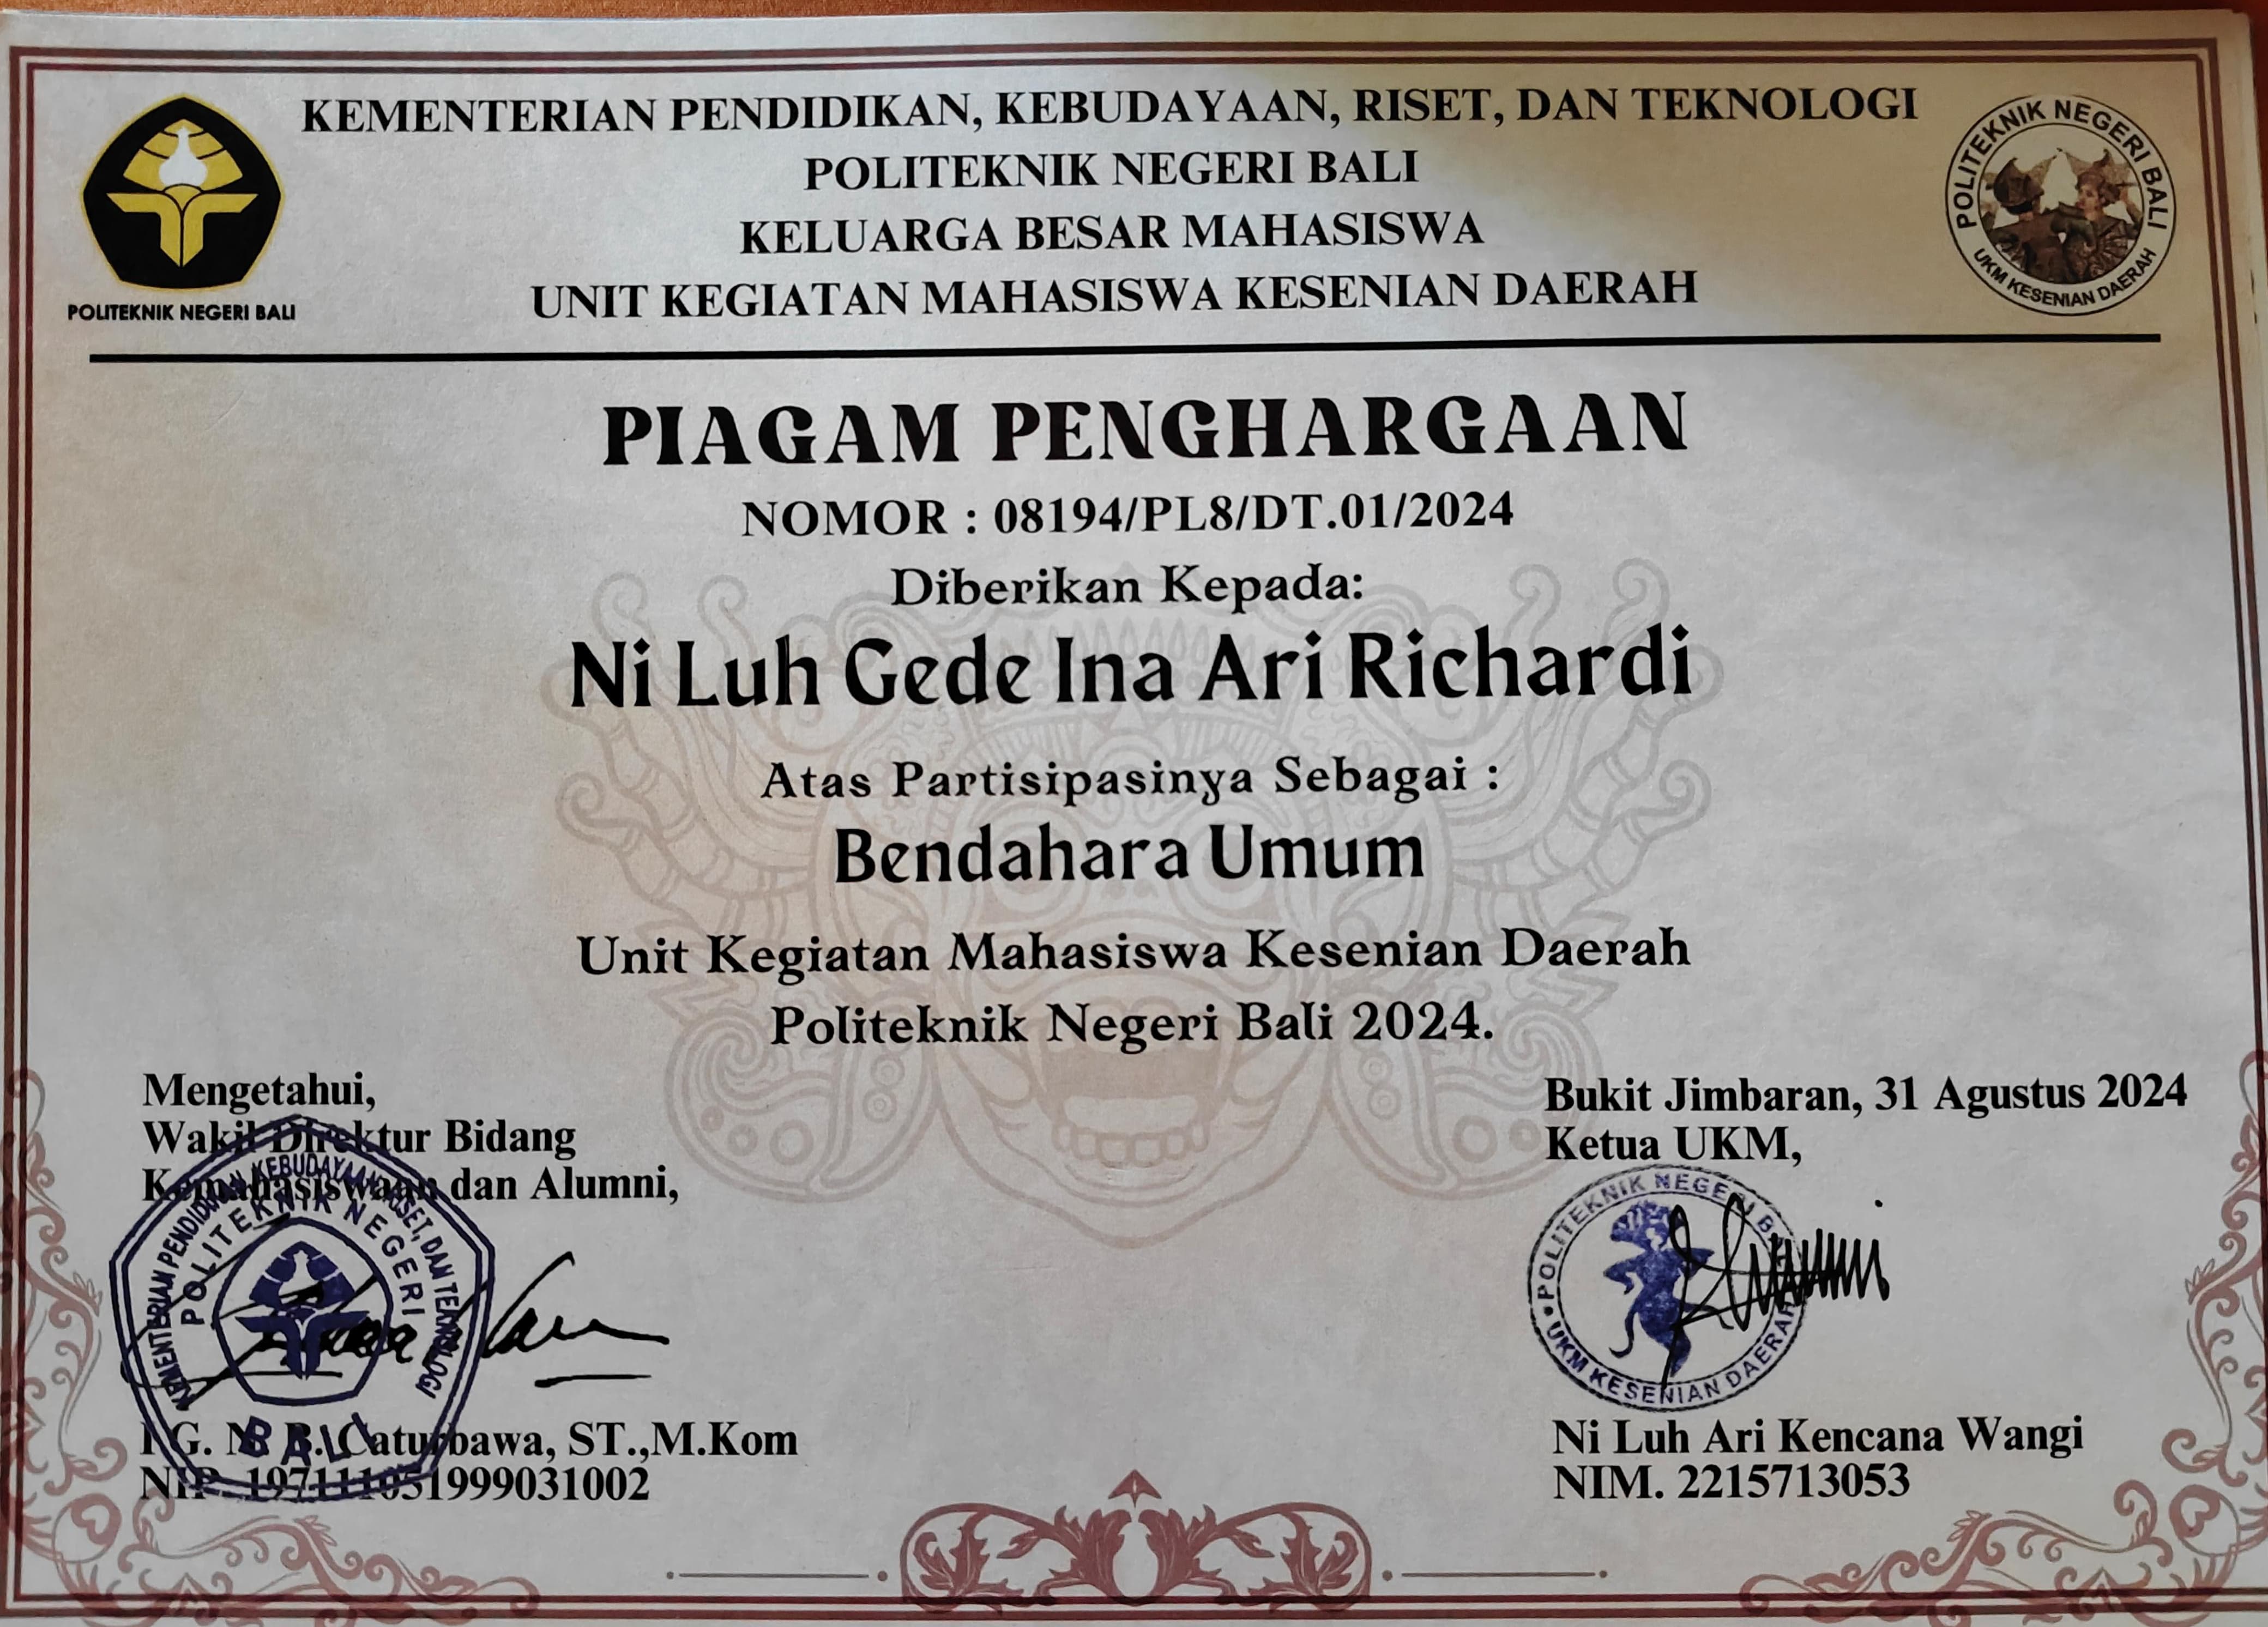 KEMENTERIAN PENDIDIKAN, KEBUDAYAAN, RISET, DAN TEKNOLOGI
POLITEKNIK NEGERI BALI
KELUARGA BESAR MAHASISWA
UNIT KEGIATAN MAHASISWA KESENIAN DAERAH
POLITEKNIK NEGERI BALI
POLITEKNIK NEGERI BALI
UKM KESENIAN DAERAH
PIAGAM PENGHARGAAN
NOMOR : 08194/PL8/DT.01/2024
Diberikan Kepada:
Ni Luh Gede Ina Ari Richardi
Atas Partisipasinya Sebagai :
Bendahara Umum
Unit Kegiatan Mahasiswa Kesenian Daerah
Politeknik Negeri Bali 2024.
Mengetahui,
Wakil Direktur Bidang
Kemahasiswaan dan Alumni,
KEMENTERIAN PENDIDIKAN, KEBUDAYAAN, RISET, DAN TEKNOLOGI
POLITEKNIK NEGERI
BALI
I G. N. B. Caturbawa, ST.,M.Kom
NIP. 197111051999031002
Bukit Jimbaran, 31 Agustus 2024
Ketua UKM,
POLITEKNIK NEGERI
UKM KESENIAN DAERAH
Ni Luh Ari Kencana Wangi
NIM. 2215713053